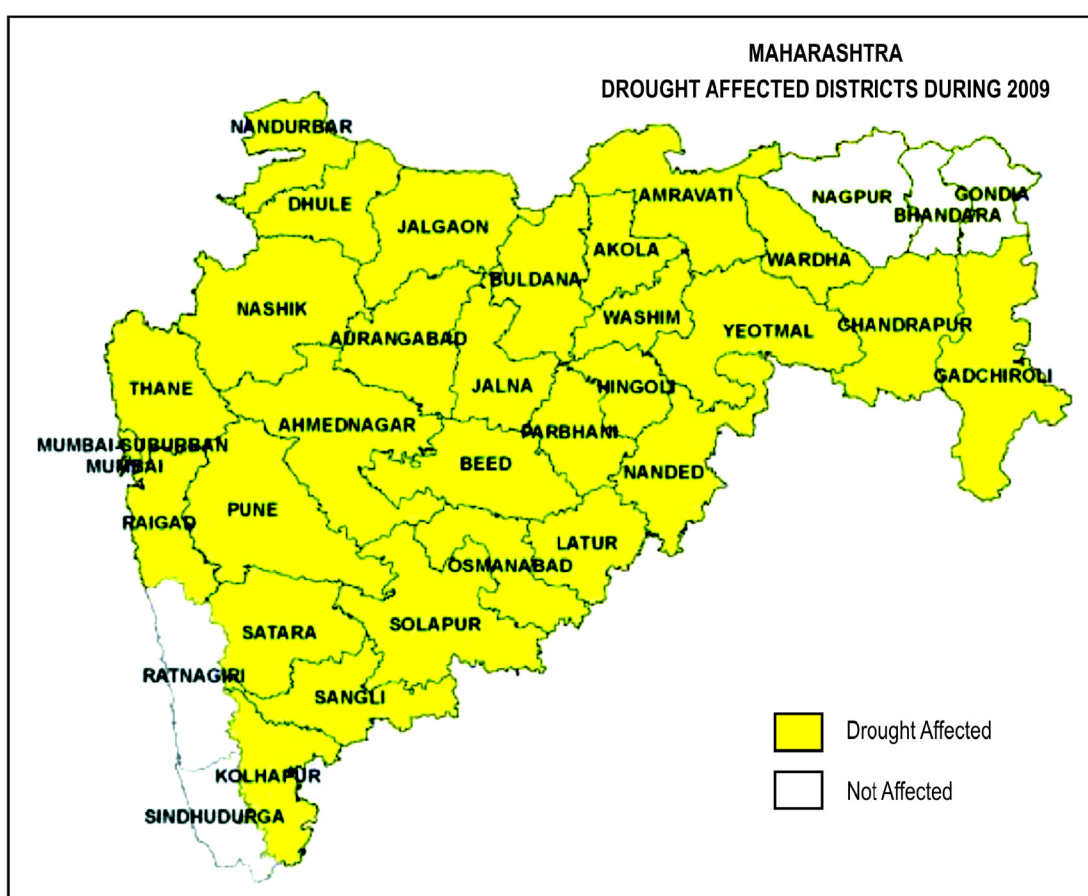 MAHARASHTRA
DROUGHT AFFECTED DISTRICTS DURING 2009
NANDURBAR
DHULE
JALGAON
AMRAVATI
NAGPUR
GONDIA
BHANDARA
BULDANA
AKOLA
WARDHA
NASHIK
AURANGABAD
WASHIM
YEOTMAL
CHANDRAPUR
GADCHIROLI
THANE
JALNA
HINGOLI
AHMEDNAGAR
PARBHANI
MUMBAI SUBURBAN
MUMBAI
BEED
NANDED
RAIGAD
PUNE
LATUR
OSMANABAD
SATARA
SOLAPUR
RATNAGIRI
SANGLI
KOLHAPUR
SINDHUDURGA
Drought Affected
Not Affected